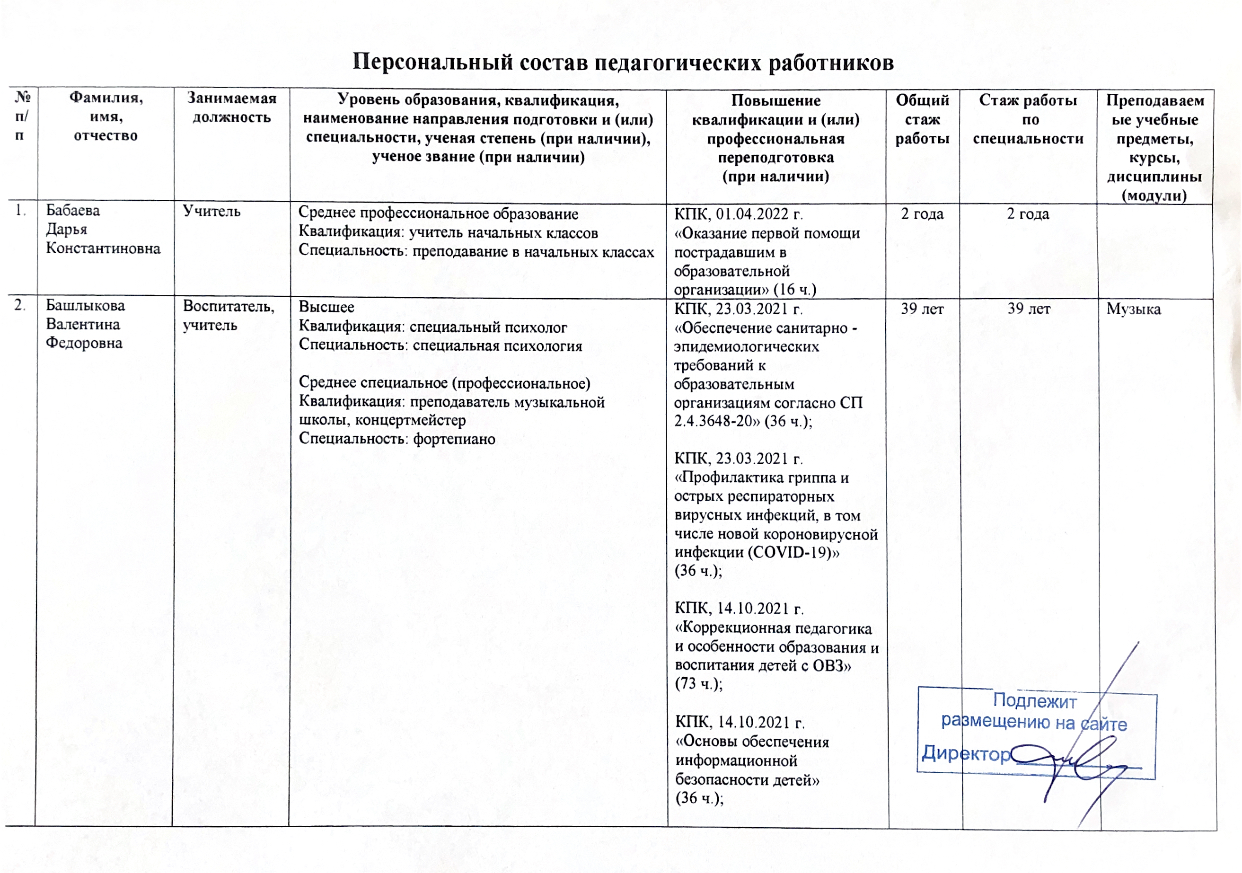 Персональный состав педагогических работников
№ п/п
Фамилия, имя, отчество
Занимаемая должность
Уровень образования, квалификация, наименование направления подготовки и (или) специальности, ученая степень (при наличии), ученое звание (при наличии)
Повышение квалификации и (или) профессиональная переподготовка (при наличии)
Общий стаж работы
Стаж работы по специальности
Преподаваемые учебные предметы, курсы, дисциплины (модули)
1.
Бабаева
Дарья
Константиновна
Учитель
Среднее профессиональное образование
Квалификация: учитель начальных классов
Специальность: преподавание в начальных классах
КПК, 01.04.2022 г.
«Оказание первой помощи
пострадавшим в
образовательной
организации» (16 ч.)
2 года
2 года
2.
Башлыкова
Валентина
Федоровна
Воспитатель,
учитель
Высшее
Квалификация: специальный психолог
Специальность: специальная психология
Среднее специальное (профессиональное)
Квалификация: преподаватель музыкальной
школы, концертмейстер
Специальность: фортепиано
КПК, 23.03.2021 г.
«Обеспечение санитарно -
эпидемиологических
требований к
образовательным
организациям согласно СП
2.4.3648-20» (36 ч.);
КПК, 23.03.2021 г.
«Профилактика гриппа и
острых респираторных
вирусных инфекций, в том
числе новой короновирусной
инфекции (COVID-19)»
(36 ч.);
КПК, 14.10.2021 г.
«Коррекционная педагогика
и особенности образования и
воспитания детей с ОВЗ»
(73 ч.);
КПК, 14.10.2021 г.
«Основы обеспечения
информационной
безопасности детей»
(36 ч.);
39 лет
39 лет
Музыка
Подлежит
размещению на сайте
Директор